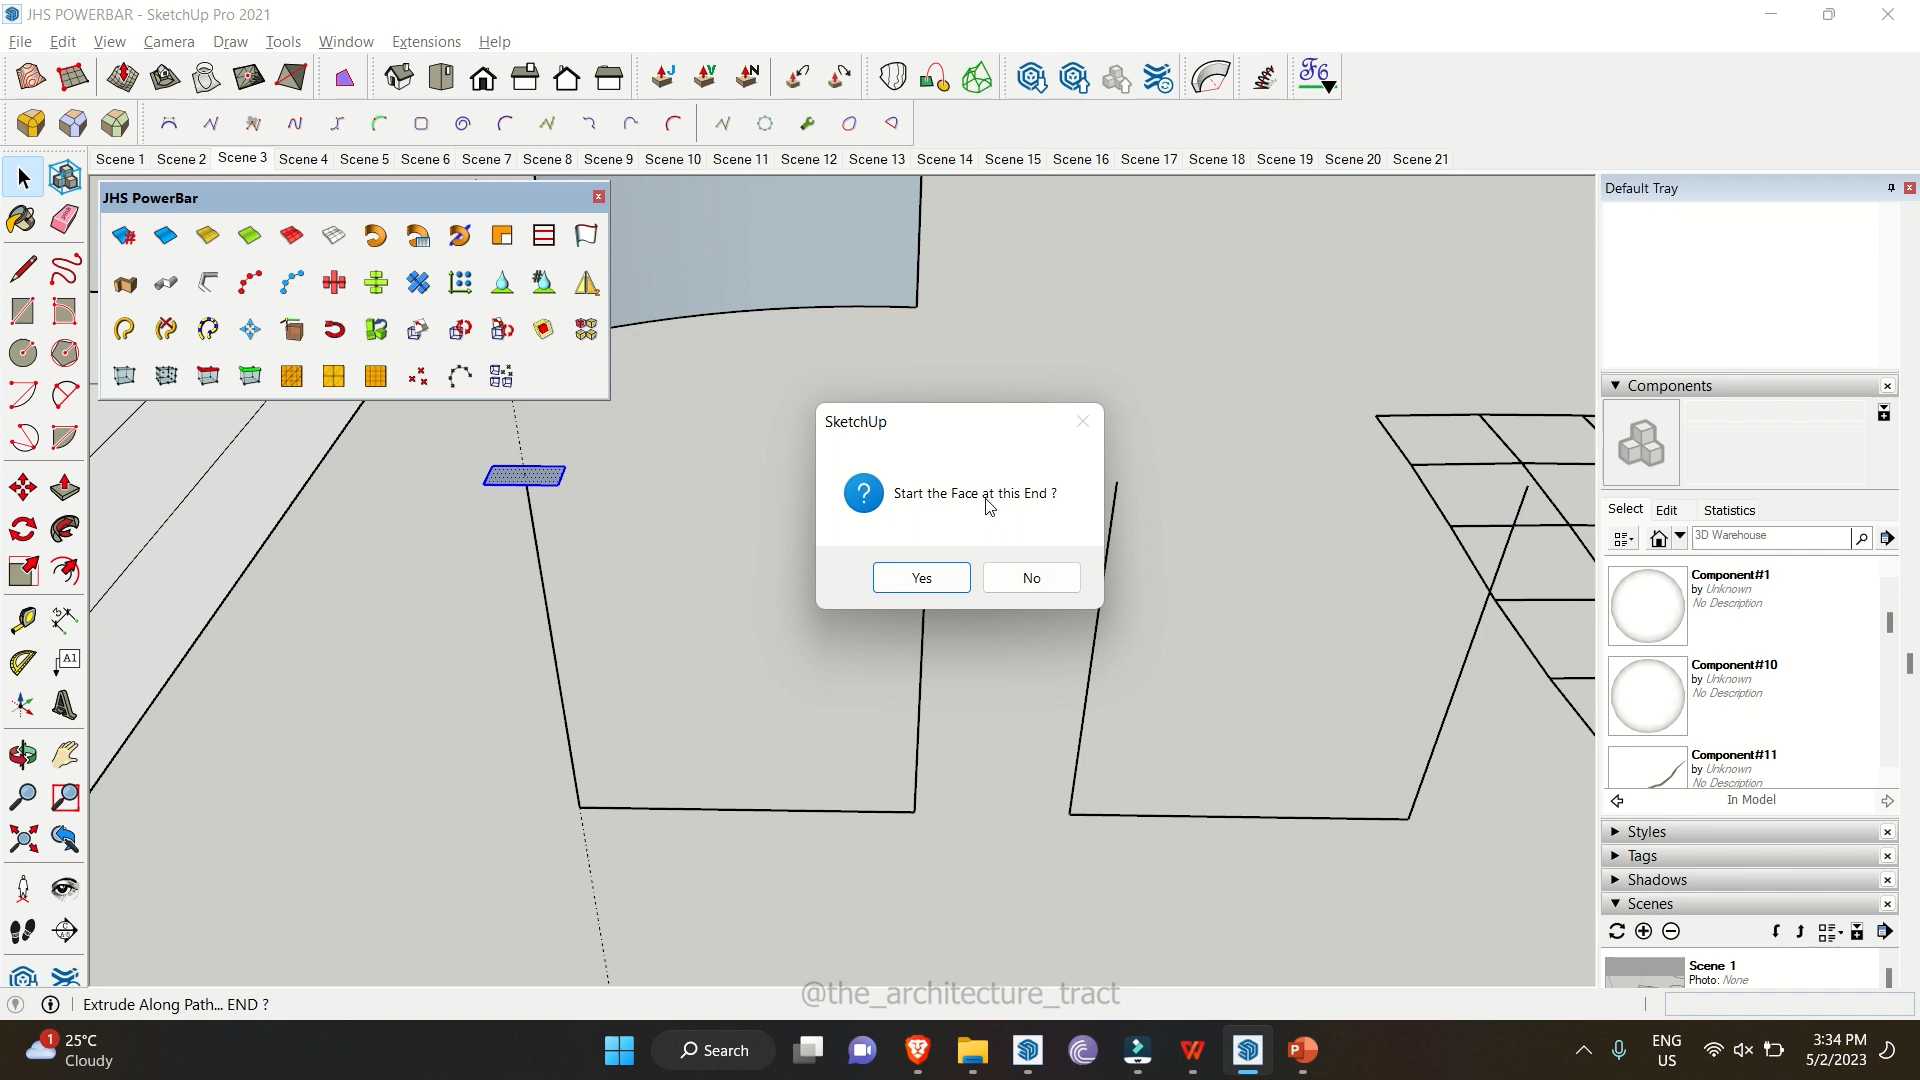 JHS POWERBAR - SketchUp Pro 2021
File Edit View Camera Draw Tools Window Extensions Help
Scene 1 Scene 2 Scene 3 Scene 4 Scene 5 Scene 6 Scene 7 Scene 8 Scene 9 Scene 10 Scene 11 Scene 12 Scene 13 Scene 14 Scene 15 Scene 16 Scene 17 Scene 18 Scene 19 Scene 20 Scene 21
JHS PowerBar
Default Tray
Components
SketchUp
Start the Face at this End ?
Yes No
Select Edit Statistics
3D Warehouse
Component#1
by Unknown
No Description
Component#10
by Unknown
No Description
Component#11
by Unknown
No Description
In Model
Styles
Tags
Shadows
Scenes
Scene 1
Photo: None
Extrude Along Path... END ?
@the_architecture_tract
1
25°C
Cloudy
Search
ENG
US
3:34 PM
5/2/2023